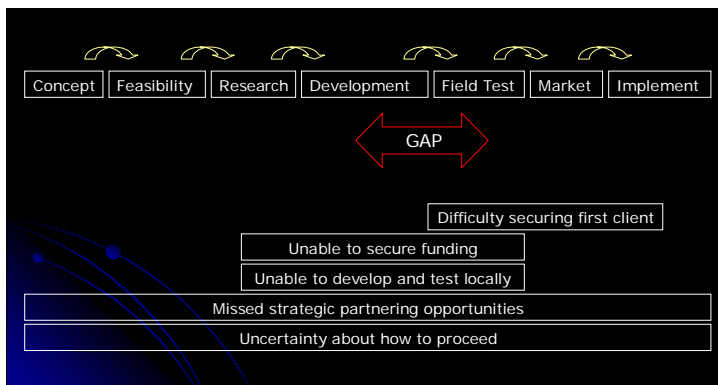 Concept Feasibility Research Development Field Test Market Implement
GAP
Difficulty securing first client
Unable to secure funding
Unable to develop and test locally
Missed strategic partnering opportunities
Uncertainty about how to proceed